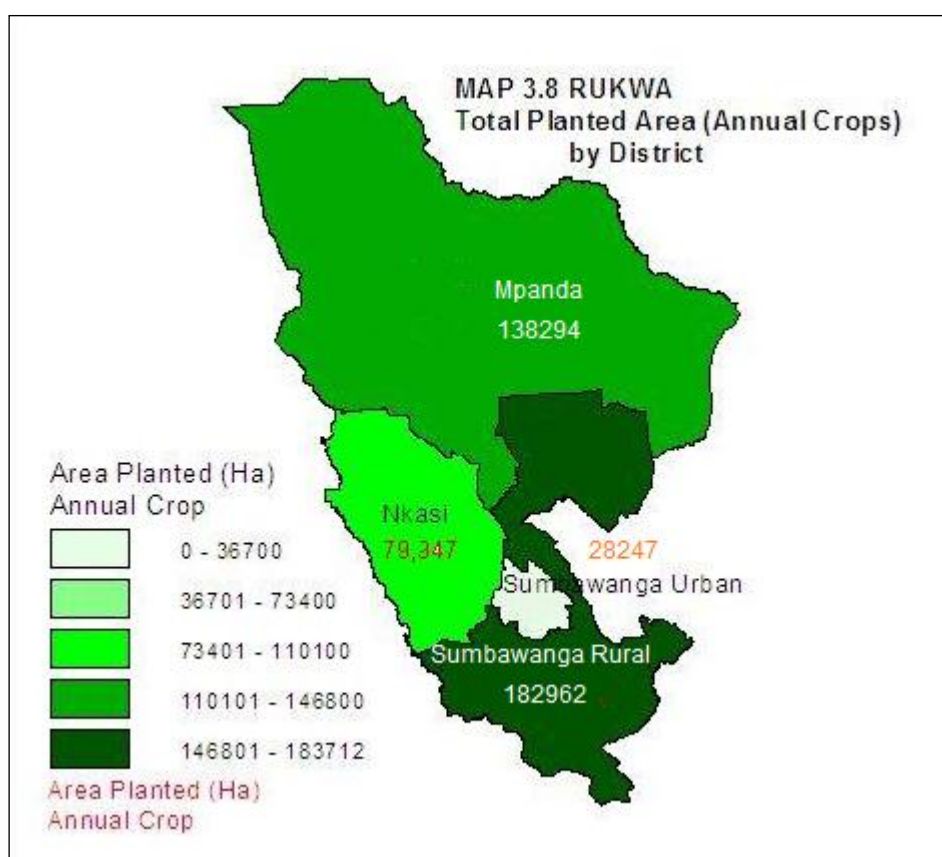 MAP 3.8 RUKWA
Total Planted Area (Annual Crops)
by District
Mpanda
138294
Nkasi
79,347
28247
Sumbawanga Urban
Sumbawanga Rural
182962
Area Planted (Ha)
Annual Crop
0 - 36700
36701 - 73400
73401 - 110100
110101 - 146800
146801 - 183712
Area Planted (Ha)
Annual Crop